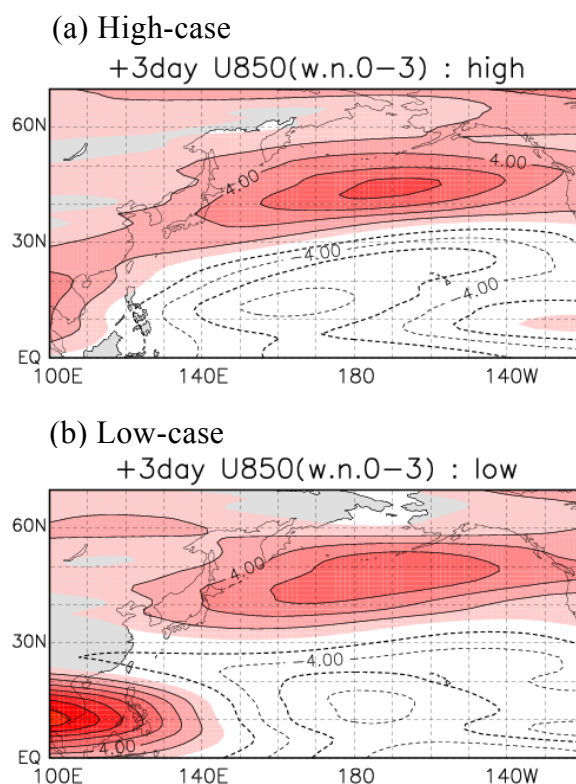 (a) High-case
+3day U850(w.n.0-3) : high
60N
30N
EQ
4.00
4.00
-4.00
-4.00
100E 140E 180 140W
(b) Low-case
+3day U850(w.n.0-3) : low
60N
30N
EQ
4.00
-4.00
4.00
100E 140E 180 140W